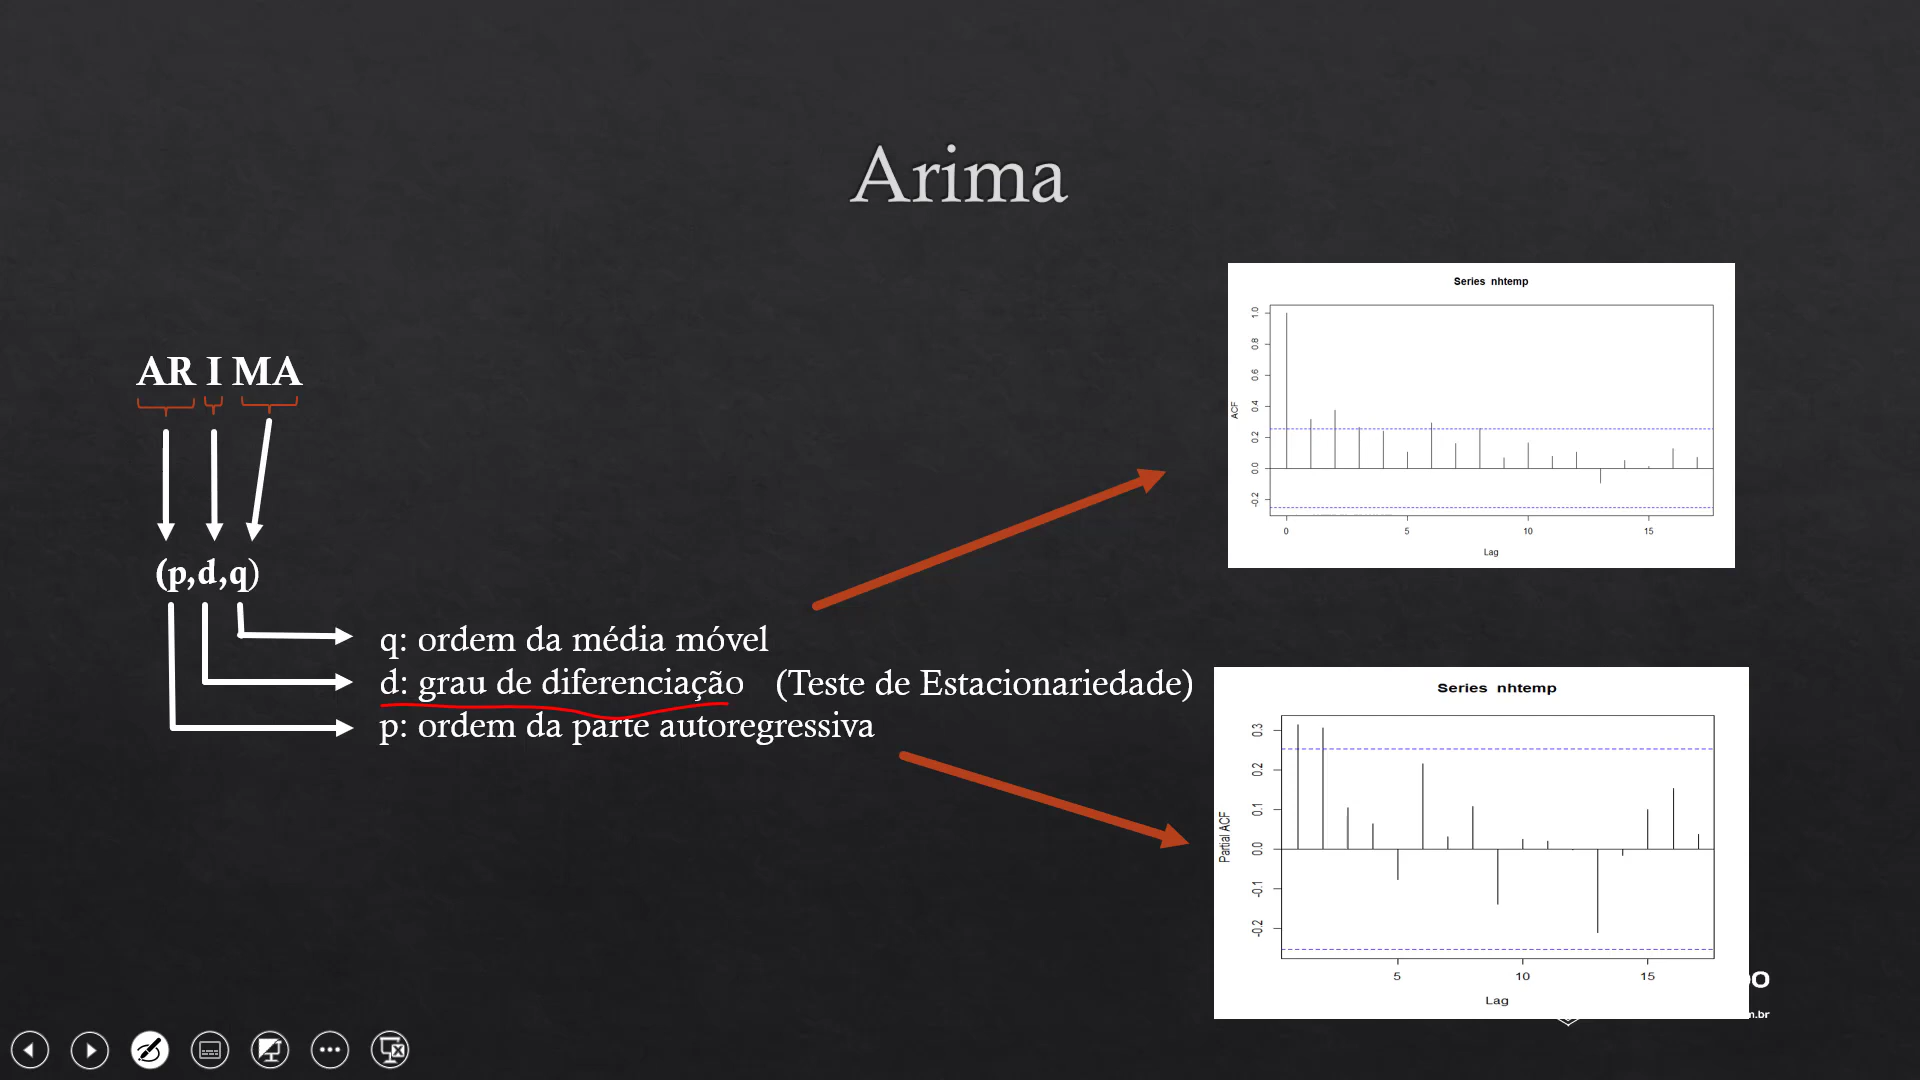 Arima
AR I MA
(p,d,q)
q: ordem da média móvel
d: grau de diferenciação (Teste de Estacionariedade)
p: ordem da parte autoregressiva
Series nhtemp
1.0
0.8
0.6
0.4
0.2
0.0
-0.2
ACF
0 5 10 15
Lag
Series nhtemp
0.3
0.2
0.1
0.0
-0.1
-0.2
Partial ACF
5 10 15
Lag